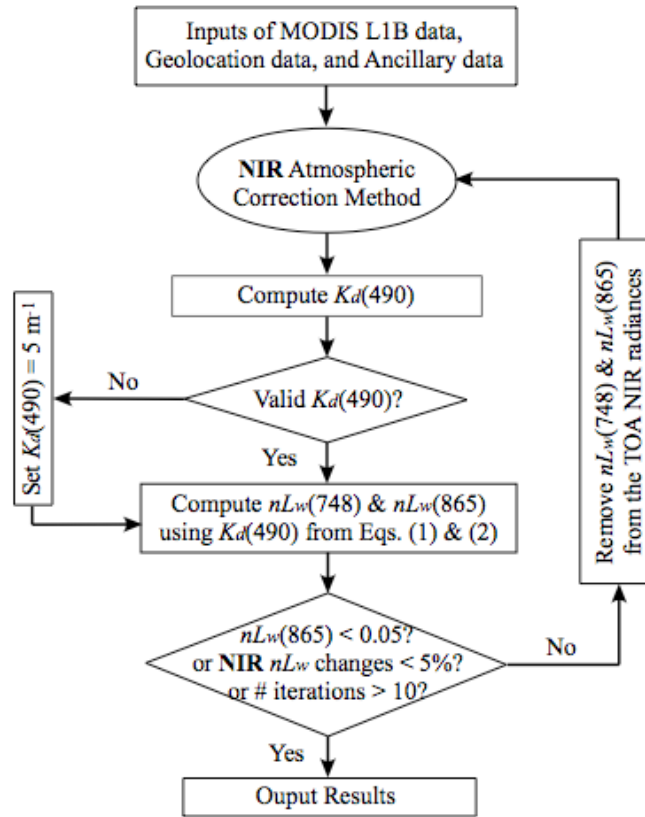 Inputs of MODIS L1B data,
Geolocation data, and Ancillary data
NIR Atmospheric
Correction Method
Compute Kd(490)
Valid Kd(490)?
No
Set Kd(490) = 5 m⁻¹
Yes
Compute nLw(748) & nLw(865)
using Kd(490) from Eqs. (1) & (2)
nLw(865) < 0.05?
or NIR nLw changes < 5%?
or # iterations > 10?
No
Remove nLw(748) & nLw(865)
from the TOA NIR radiances
Yes
Ouput Results